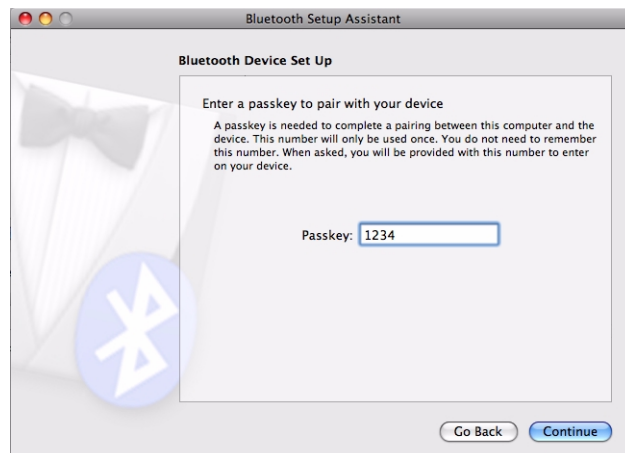 Bluetooth Setup Assistant
Bluetooth Device Set Up
Enter a passkey to pair with your device
A passkey is needed to complete a pairing between this computer and the
device. This number will only be used once. You do not need to remember
this number. When asked, you will be provided with this number to enter
on your device.
Passkey: 1234
Go Back Continue